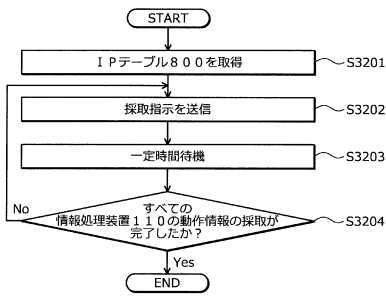 START
ＩＰテーブル８００を取得
S3201
採取指示を送信
S3202
一定時間待機
S3203
すべての
情報処理装置１１０の動作情報の採取が
完了したか？
S3204
No
Yes
END